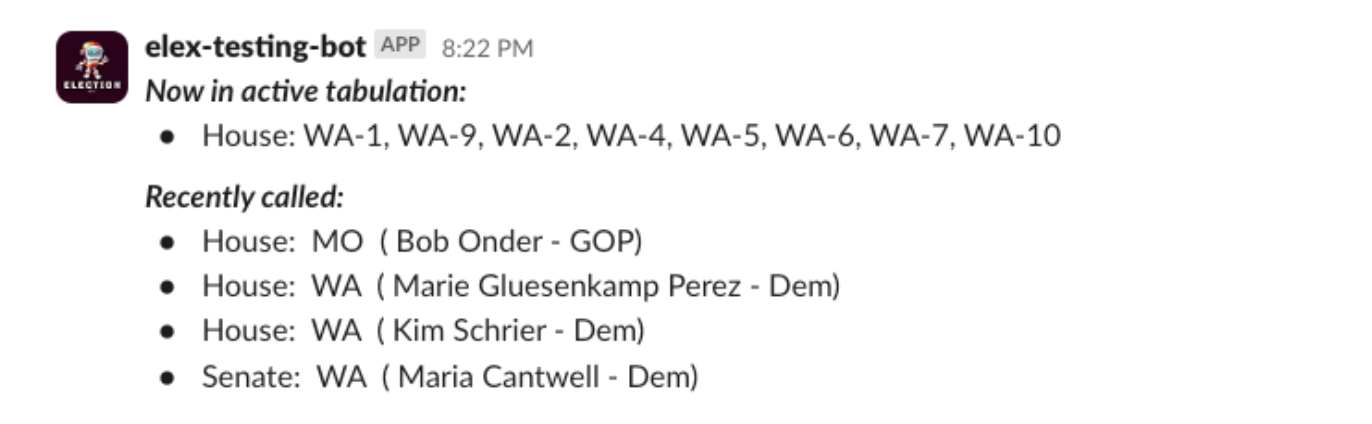 elex-testing-bot APP 8:22 PM
ELECTION
Now in active tabulation:
• House: WA-1, WA-9, WA-2, WA-4, WA-5, WA-6, WA-7, WA-10
Recently called:
• House:  MO  ( Bob Onder - GOP)
• House:  WA  ( Marie Gluesenkamp Perez - Dem)
• House:  WA  ( Kim Schrier - Dem)
• Senate:  WA  ( Maria Cantwell - Dem)